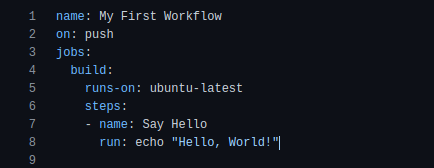 1 name: My First Workflow
2 on: push
3 jobs:
4   build:
5     runs-on: ubuntu-latest
6     steps:
7     - name: Say Hello
8       run: echo "Hello, World!"
9